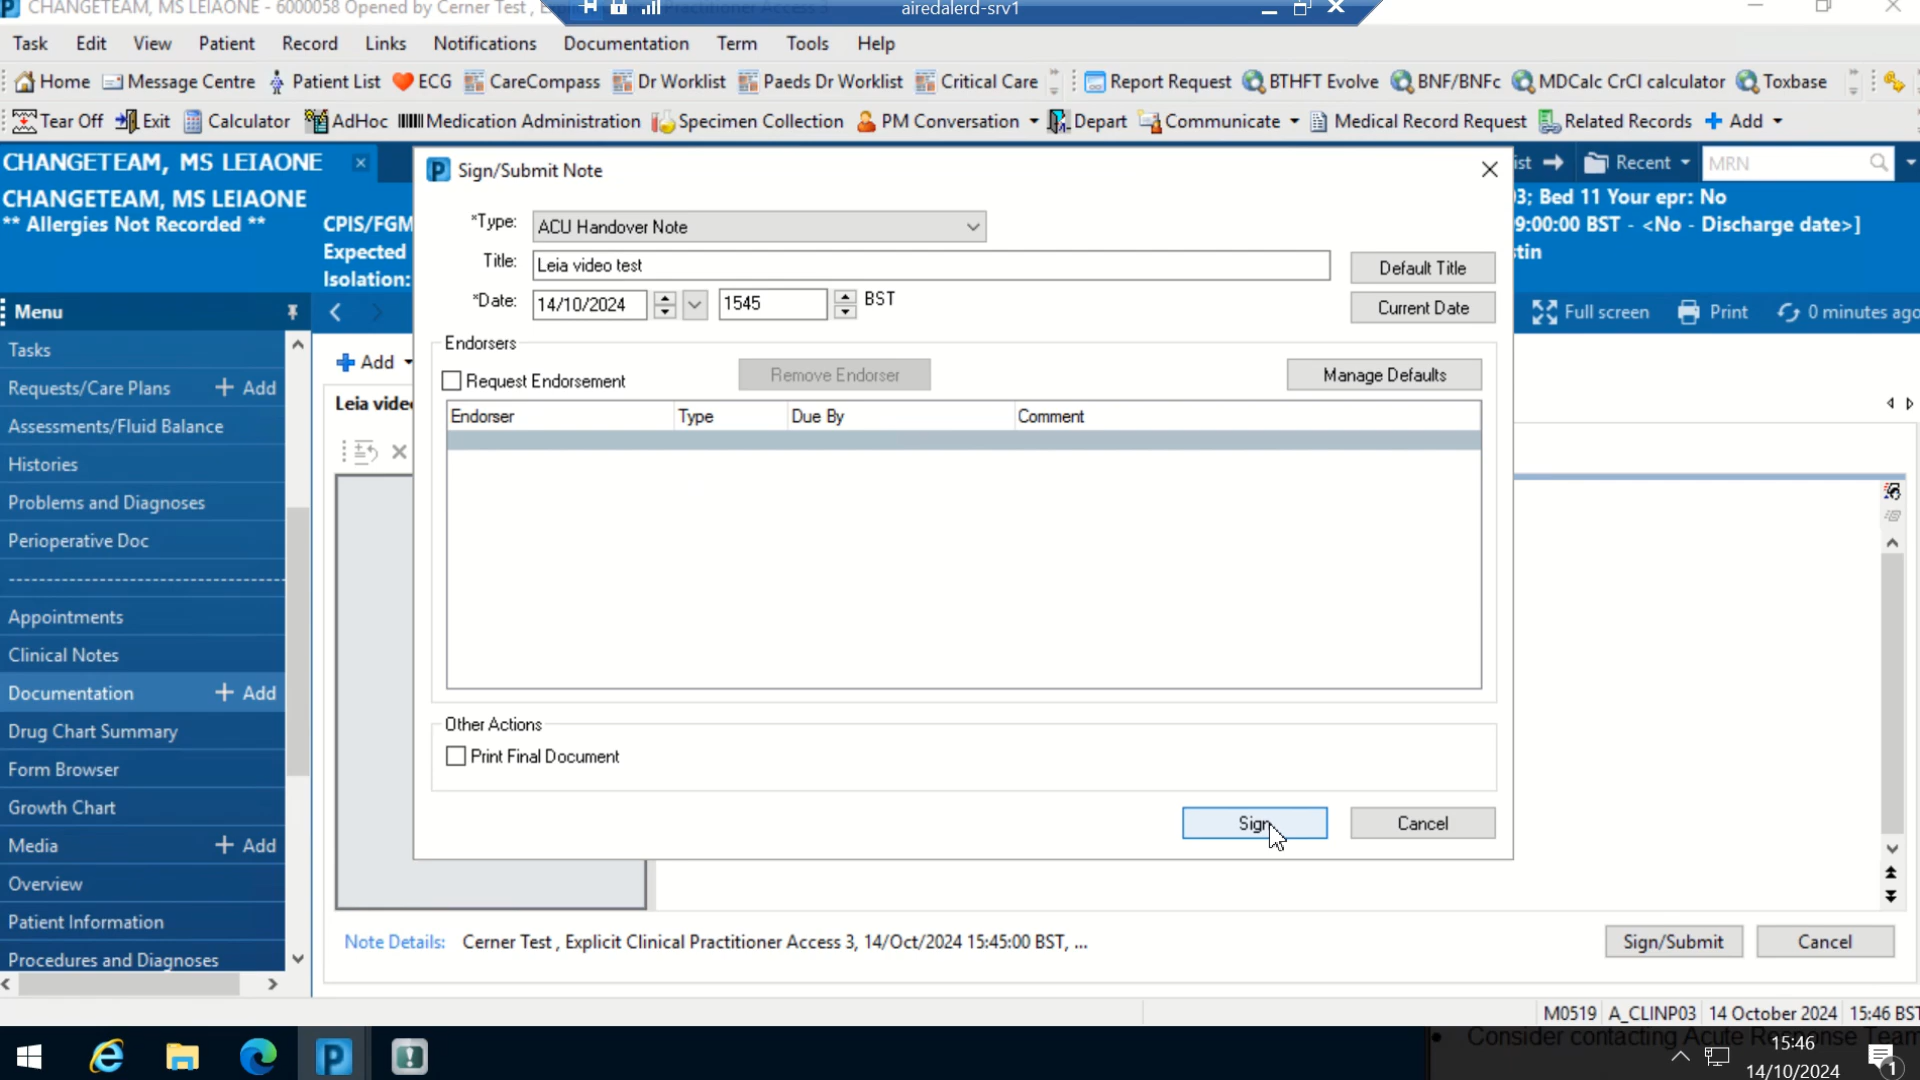 CHANGETEAM, MS LEIAONE - 6000058 Opened by Cerner Test ,
airedalerd-srv1
Task Edit View Patient Record Links Notifications Documentation Term Tools Help
Home Message Centre Patient List ECG CareCompass Dr Worklist Paeds Dr Worklist Critical Care Report Request BTHFT Evolve BNF/BNFc MDCalc CrCl calculator Toxbase
Tear Off Exit Calculator AdHoc Medication Administration Specimen Collection PM Conversation Depart Communicate Medical Record Request Related Records Add
CHANGETEAM, MS LEIAONE
ist Recent MRN
CHANGETEAM, MS LEIAONE
03; Bed 11 Your epr: No
** Allergies Not Recorded **
CPIS/FGM
9:00:00 BST - <No - Discharge date>]
Expected
tin
Isolation:
Menu
Full screen Print 0 minutes ago
Tasks
Requests/Care Plans + Add
Assessments/Fluid Balance
Histories
Problems and Diagnoses
Perioperative Doc
Appointments
Clinical Notes
Documentation + Add
Drug Chart Summary
Form Browser
Growth Chart
Media + Add
Overview
Patient Information
Procedures and Diagnoses
Add
Leia vide
Sign/Submit Note
*Type: ACU Handover Note
Title: Leia video test Default Title
*Date: 14/10/2024 1545 BST Current Date
Endorsers
Request Endorsement Remove Endorser Manage Defaults
Endorser Type Due By Comment
Other Actions
Print Final Document
Sign Cancel
Note Details: Cerner Test , Explicit Clinical Practitioner Access 3, 14/Oct/2024 15:45:00 BST, ...
Sign/Submit Cancel
M0519 A_CLINP03 14 October 2024 15:46 BST
Consider contacting Acute Response Team
15:46
14/10/2024
1